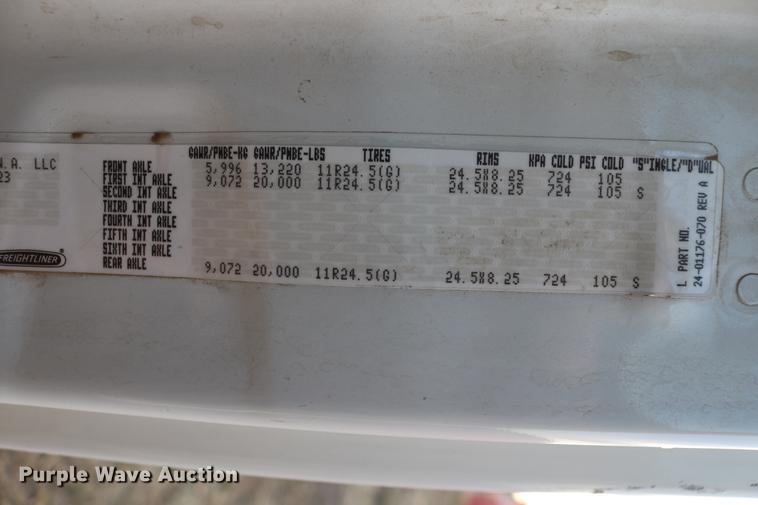 Purple Wave Auction
GAWR/PNBE-KG GAWR/PNBE-LBS TIRES RIMS KPA COLD PSI COLD "S"INGLE/"D"UAL
N.A. LLC
23
FRONT AXLE 5,996 13,220 11R24.5(G) 24.5X8.25 724 105
FIRST INT AXLE 9,072 20,000 11R24.5(G) 24.5X8.25 724 105 S
SECOND INT AXLE
THIRD INT AXLE
FOURTH INT AXLE
FIFTH INT AXLE
SIXTH INT AXLE
REAR AXLE 9,072 20,000 11R24.5(G) 24.5X8.25 724 105 S
FREIGHTLINER
L PART NO.
24-01176-070 REV A
Purple Wave Auction